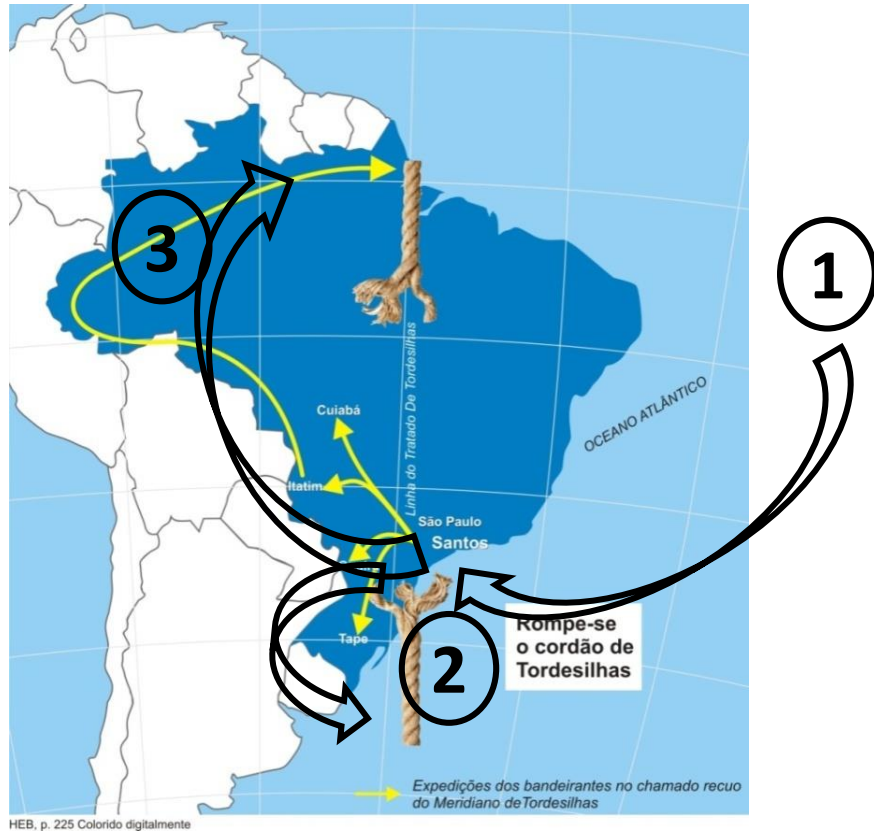 3
1
Linha do Tratado De Tordesilhas
OCEANO ATLÂNTICO
Cuiabá
Itatim
São Paulo
Santos
Tape
2
Rompe-se
o cordão de
Tordesilhas
Expedições dos bandeirantes no chamado recuo
do Meridiano deTordesilhas
HEB, p. 225 Colorido digitalmente